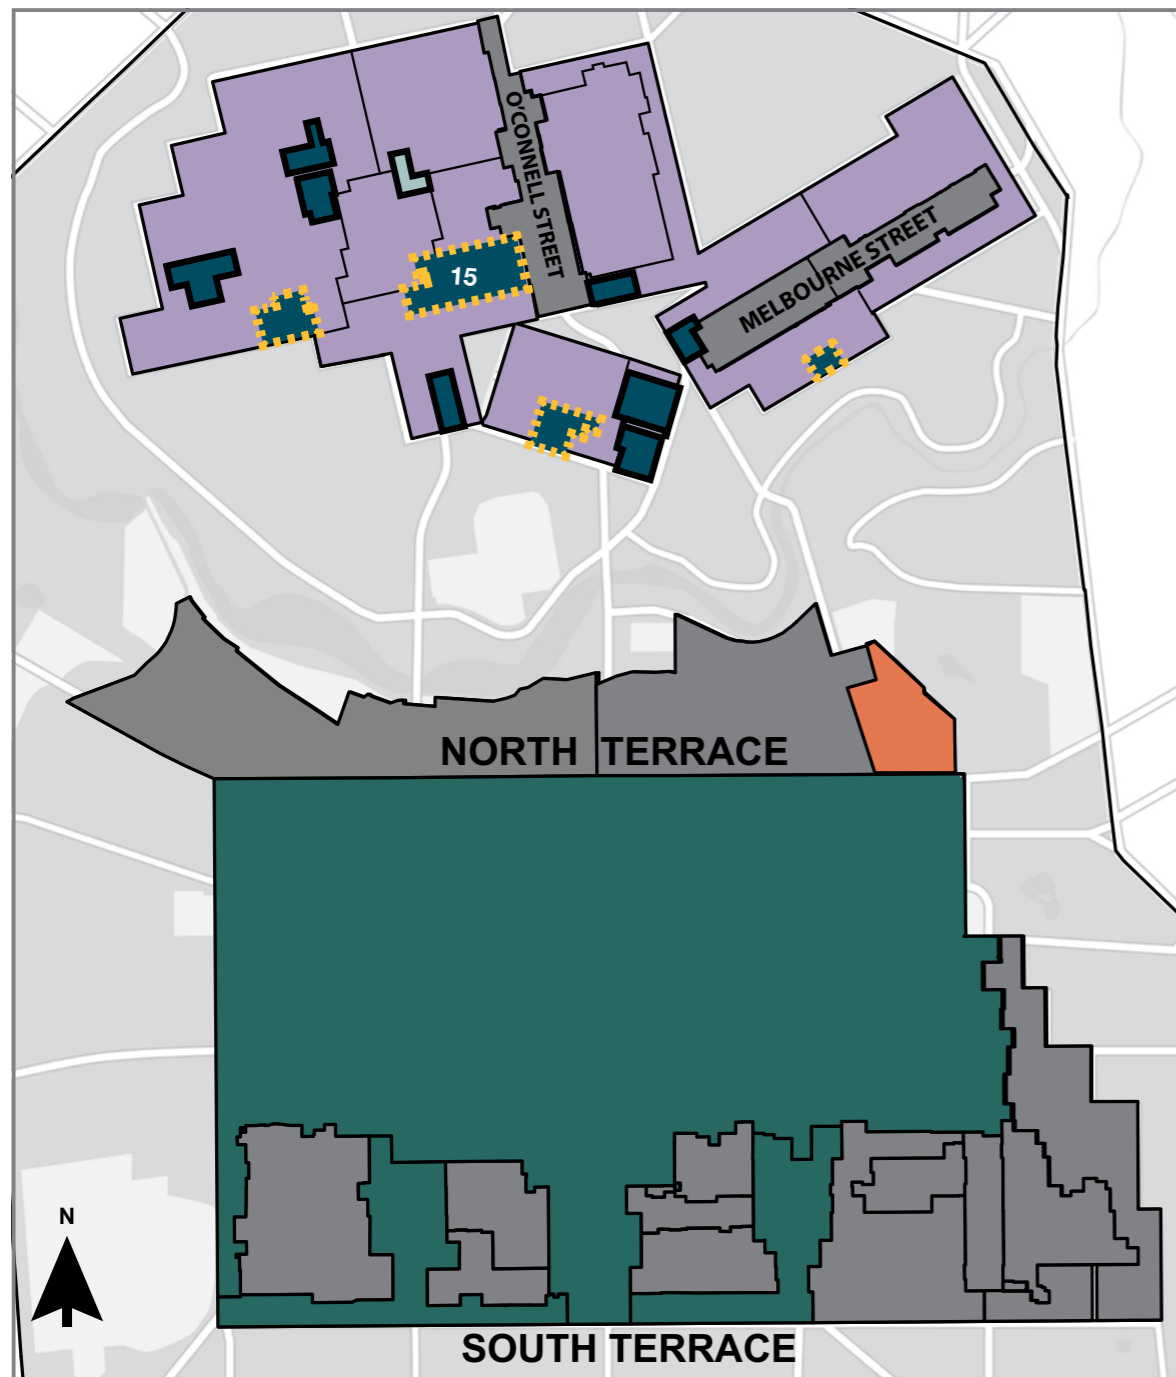 O'CONNELL STREET
MELBOURNE STREET
15
NORTH TERRACE
N
SOUTH TERRACE